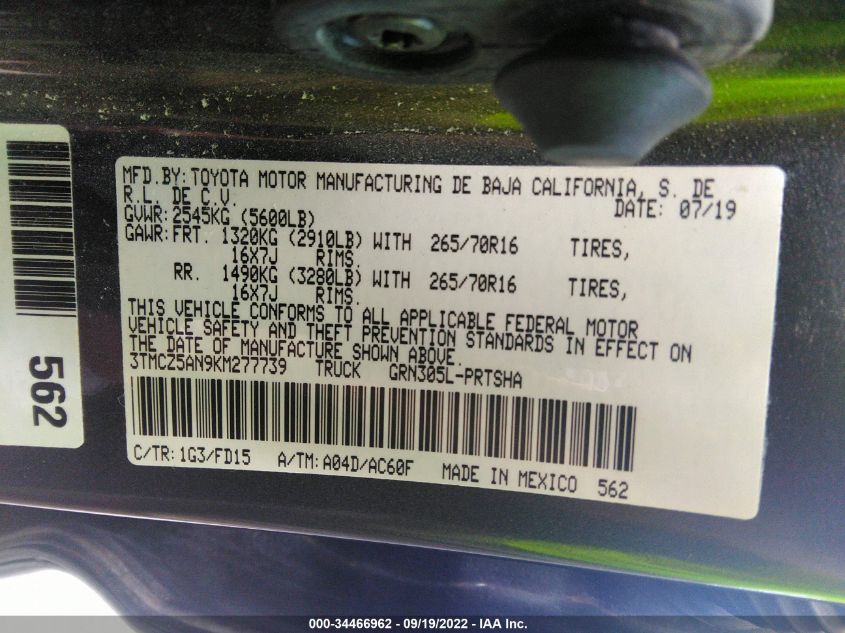 MFD.BY:TOYOTA MOTOR MANUFACTURING DE BAJA CALIFORNIA, S. DE
R.L. DE C.V. DATE: 07/19
GVWR:2545KG (5600LB)
GAWR:FRT. 1320KG (2910LB) WITH 265/70R16 TIRES,
16X7J RIMS.
RR. 1490KG (3280LB) WITH 265/70R16 TIRES,
16X7J RIMS.
THIS VEHICLE CONFORMS TO ALL APPLICABLE FEDERAL MOTOR
VEHICLE SAFETY AND THEFT PREVENTION STANDARDS IN EFFECT ON
THE DATE OF MANUFACTURE SHOWN ABOVE.
3TMCZ5AN9KM277739 TRUCK GRN305L-PRTSHA
C/TR:1G3/FD15 A/TM:A04D/AC60F MADE IN MEXICO 562
562
000-34466962 - 09/19/2022 - IAA Inc.